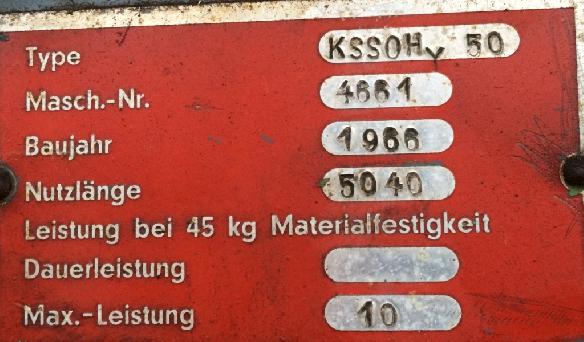 Type KSSOHv 50
Masch.-Nr. 4661
Baujahr 1966
Nutzlänge 5040
Leistung bei 45 kg Materialfestigkeit
Dauerleistung
Max.-Leistung 10